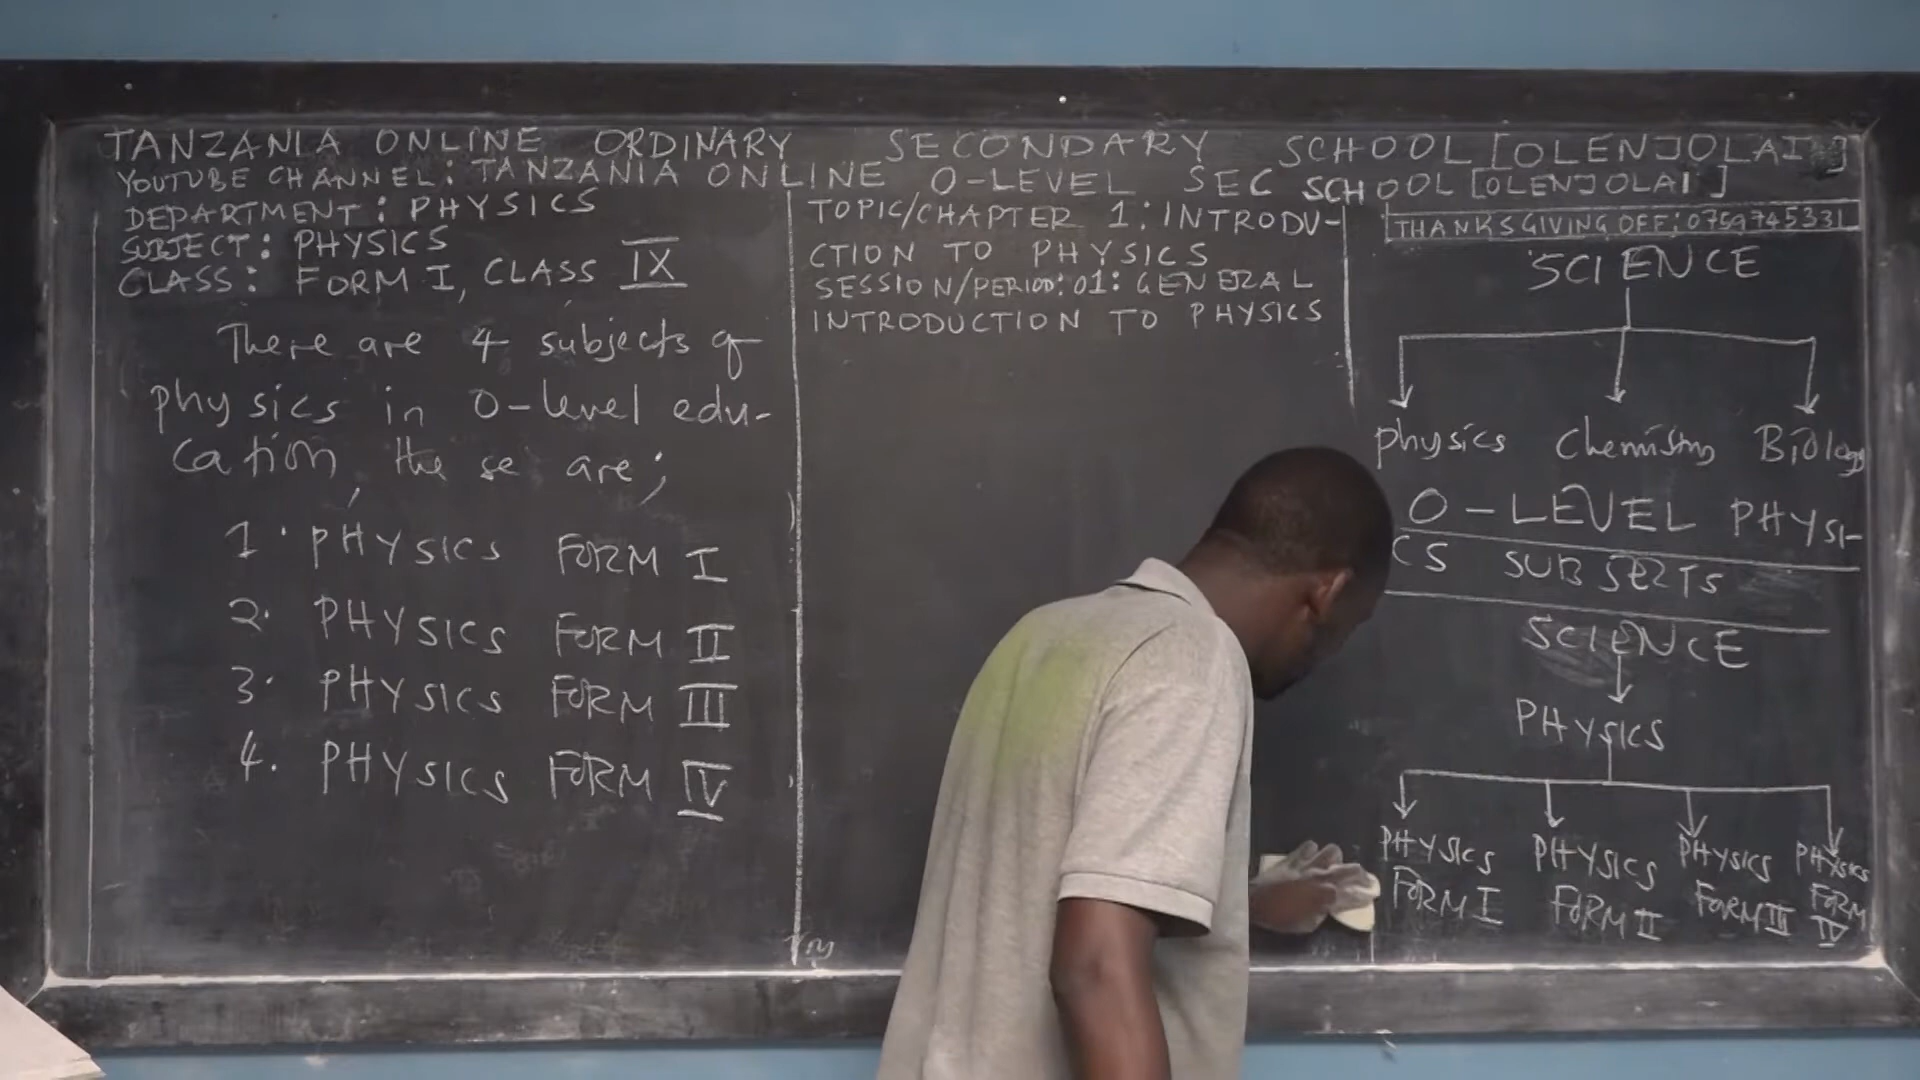 TANZANIA ONLINE ORDINARY SECONDARY SCHOOL [OLENJOLAI]
YOUTUBE CHANNEL: TANZANIA ONLINE O-LEVEL SEC SCHOOL [OLENJOLAI]
DEPARTMENT: PHYSICS
SUBJECT: PHYSICS
CLASS: FORM I, CLASS IX
There are 4 subjects of
physics in O-level edu-
cation, these are;
1. PHYSICS FORM I
2. PHYSICS FORM II
3. PHYSICS FORM III
4. PHYSICS FORM IV
TOPIC/CHAPTER 1: INTRODU-
CTION TO PHYSICS
SESSION/PERIOD: 01: GENERAL
INTRODUCTION TO PHYSICS
THANKSGIVING OFF: 0759745331
SCIENCE
physics Chemistry Biology
O-LEVEL PHYSI-
CS SUBJECTS
SCIENCE
PHYSICS
PHYSICS PHYSICS PHYSICS PHYSICS
FORM I FORM II FORM III FORM
IV